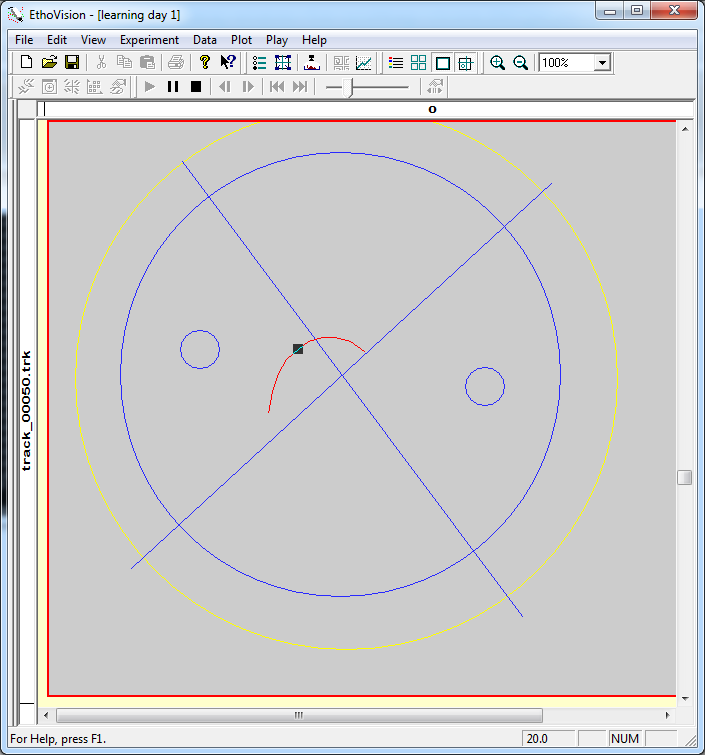 EthoVision - [learning day 1]
File Edit View Experiment Data Plot Play Help
100%
o
track_00050.trk
For Help, press F1.
20.0
NUM